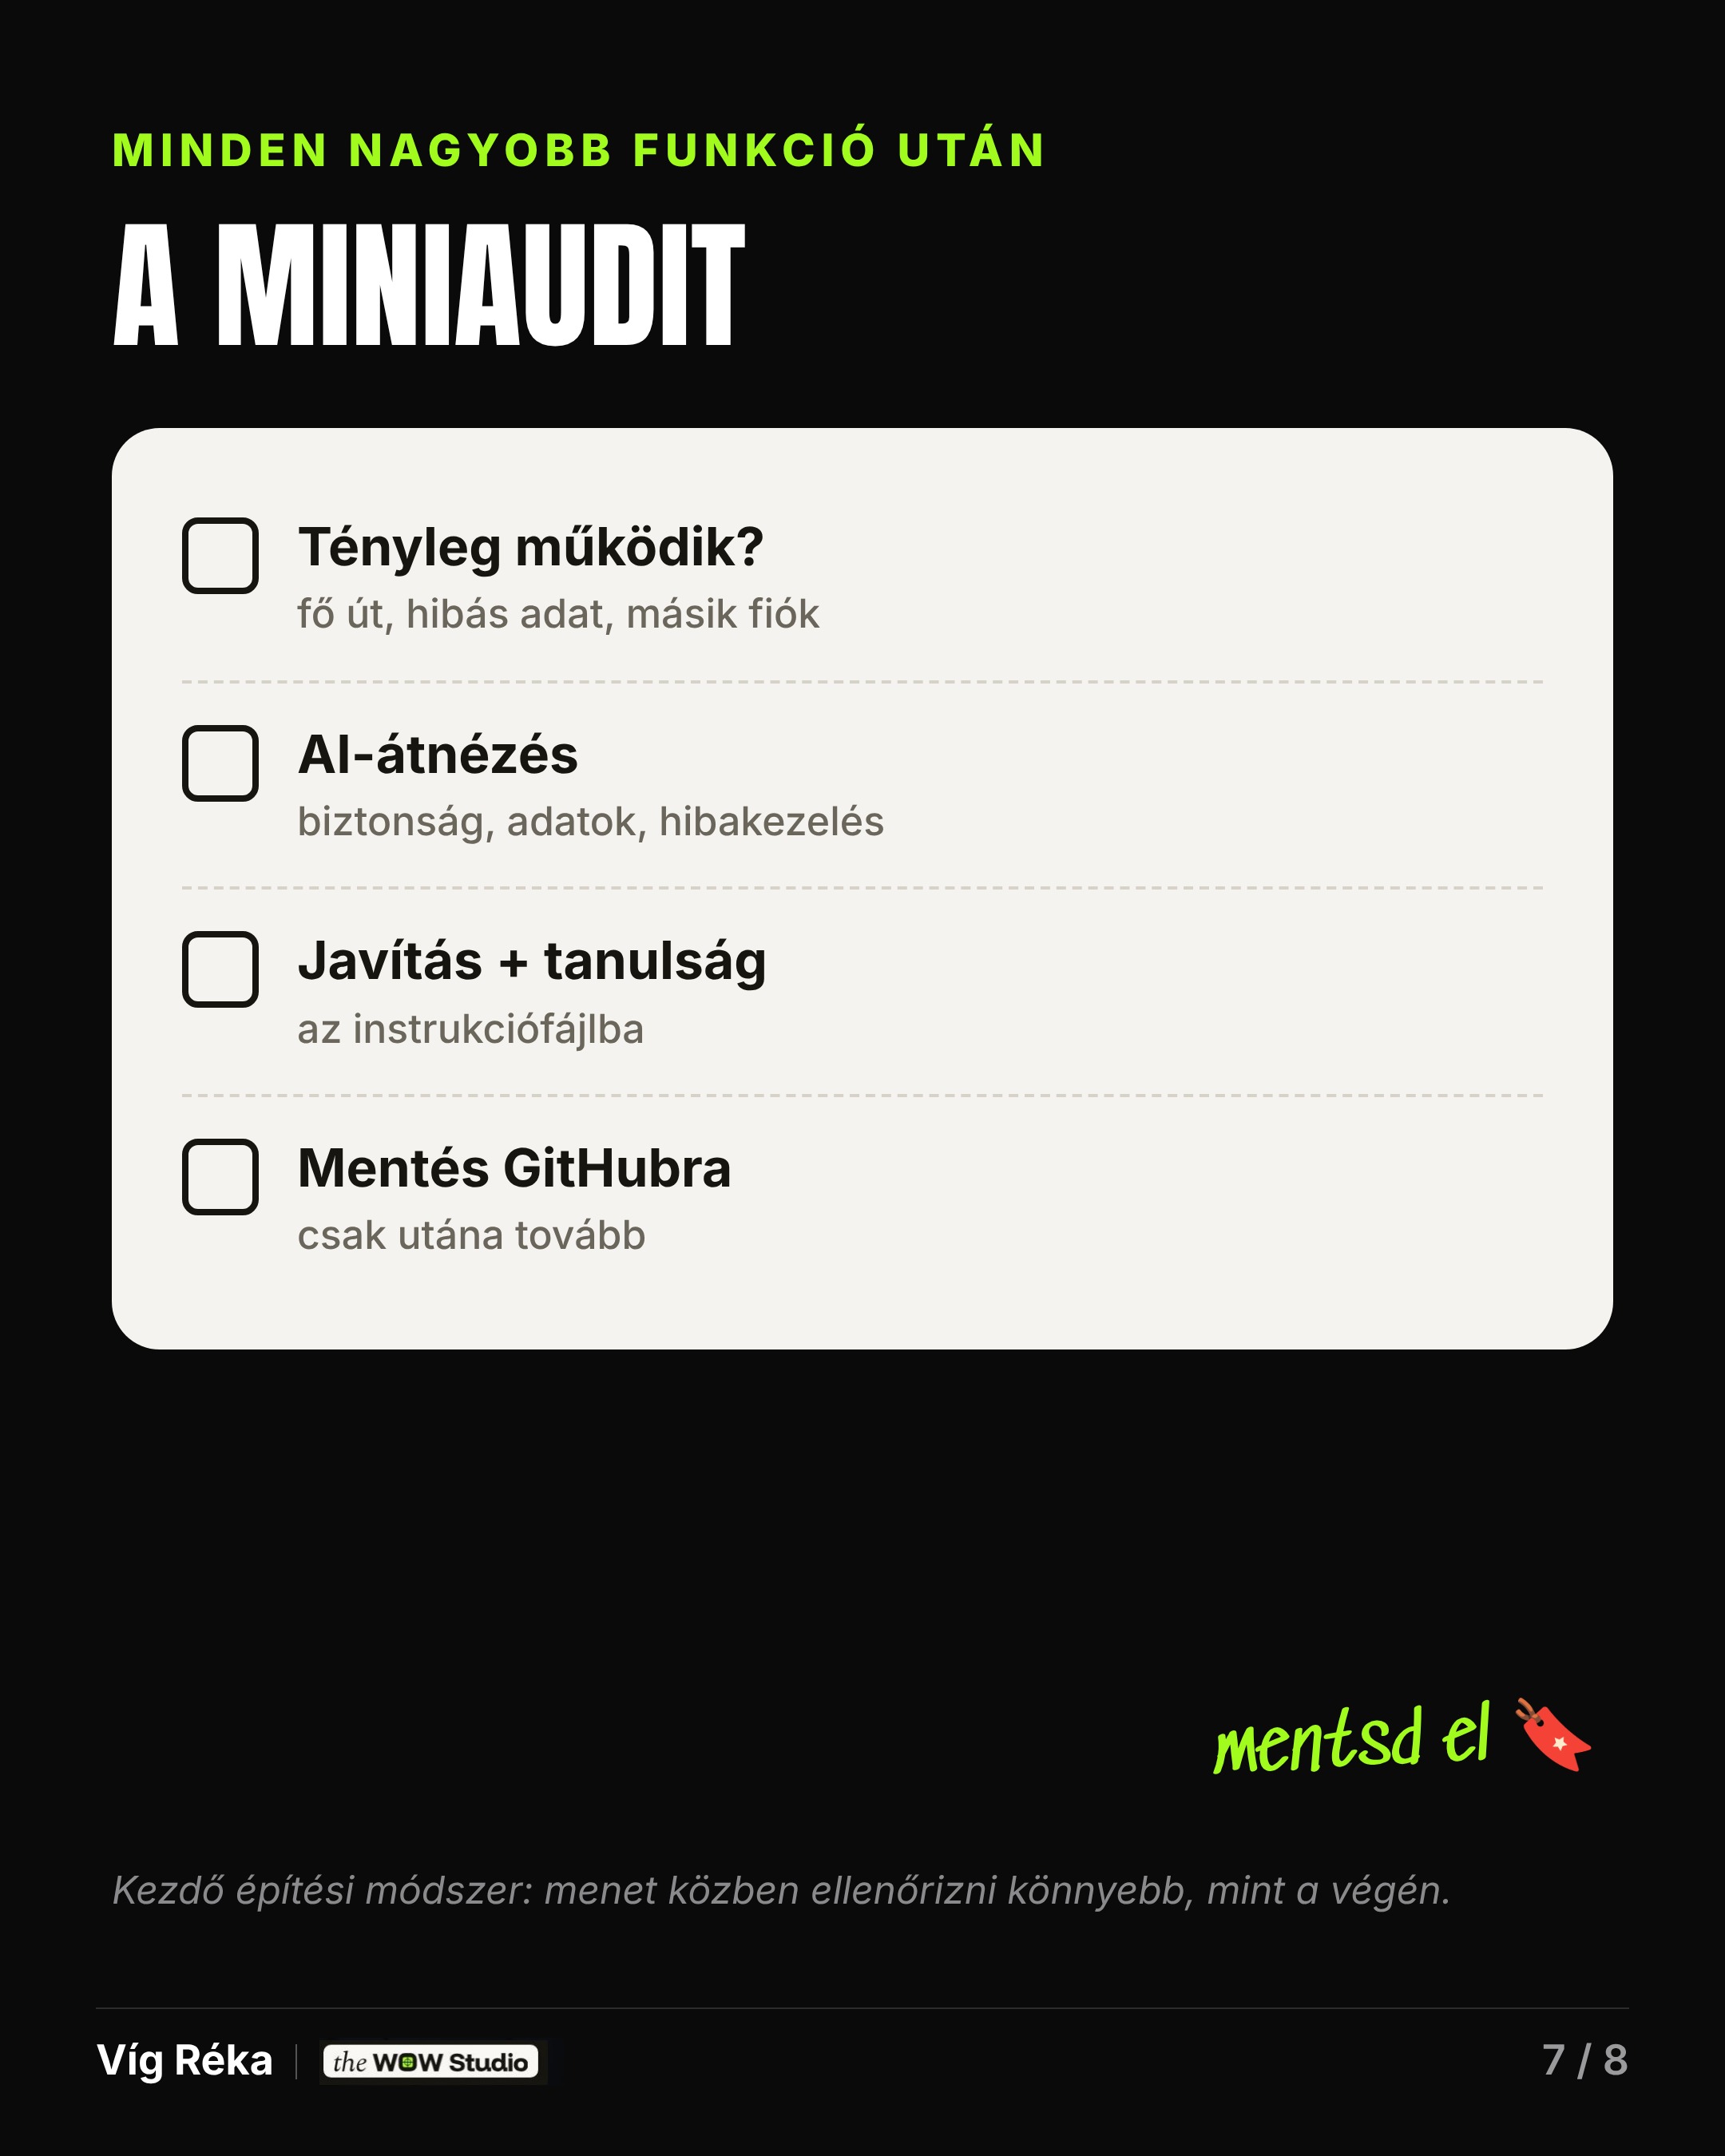 MINDEN NAGYOBB FUNKCIÓ UTÁN
A MINIAUDIT
Tényleg működik?
fő út, hibás adat, másik fiók
AI-átnézés
biztonság, adatok, hibakezelés
Javítás + tanulság
az instrukciófájlba
Mentés GitHubra
csak utána tovább
mentsd el
Kezdő építési módszer: menet közben ellenőrizni könnyebb, mint a végén.
Víg Réka
the WOW Studio
7 / 8